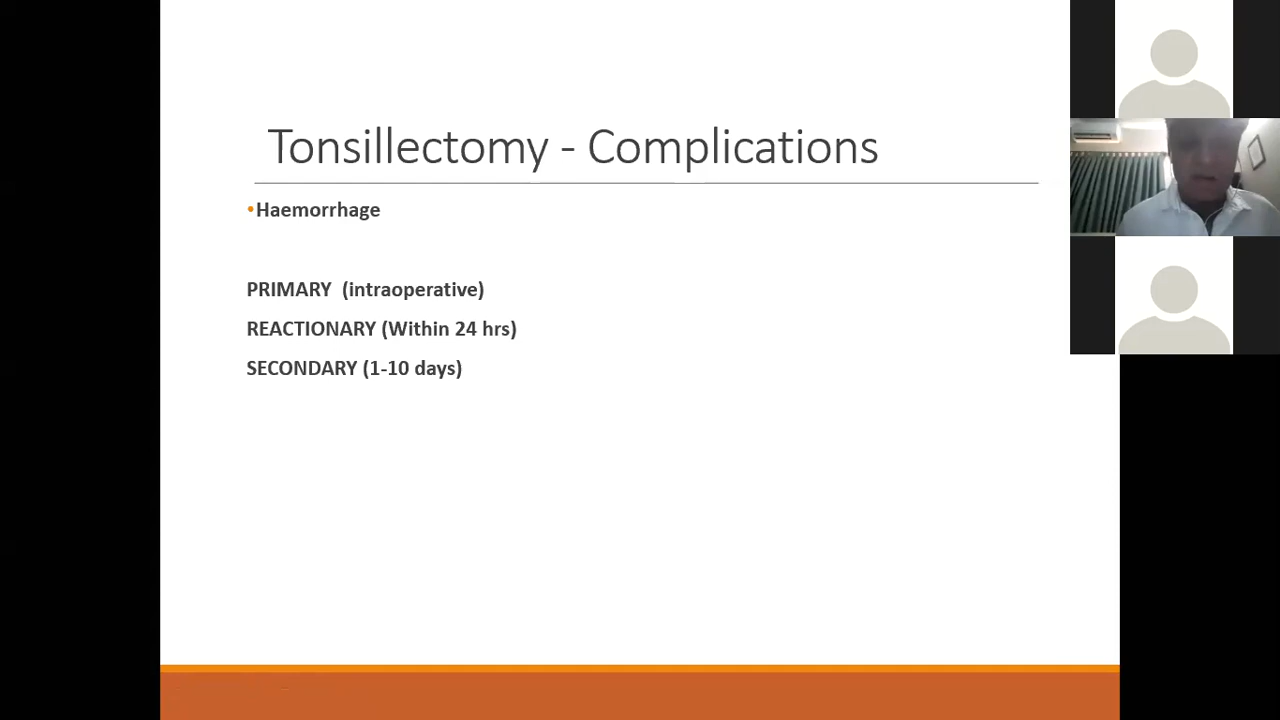 Tonsillectomy - Complications
•Haemorrhage
PRIMARY (intraoperative)
REACTIONARY (Within 24 hrs)
SECONDARY (1-10 days)